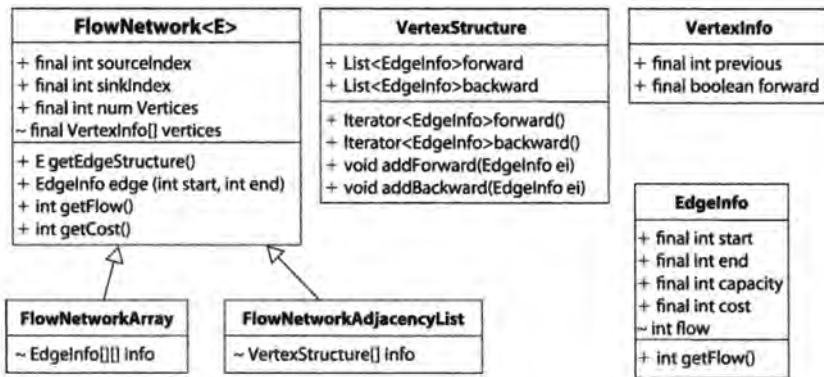 FlowNetwork<E>
+ final int sourceIndex
+ final int sinkIndex
+ final int num Vertices
~ final VertexInfo[] vertices
+ E getEdgeStructure()
+ EdgeInfo edge (int start, int end)
+ int getFlow()
+ int getCost()
VertexStructure
+ List<EdgeInfo>forward
+ List<EdgeInfo>backward
+ Iterator<EdgeInfo>forward()
+ Iterator<EdgeInfo>backward()
+ void addForward(EdgeInfo ei)
+ void addBackward(EdgeInfo ei)
VertexInfo
+ final int previous
+ final boolean forward
EdgeInfo
+ final int start
+ final int end
+ final int capacity
+ final int cost
~ int flow
+ int getFlow()
FlowNetworkArray
~ EdgeInfo[][] info
FlowNetworkAdjacencyList
~ VertexStructure[] info